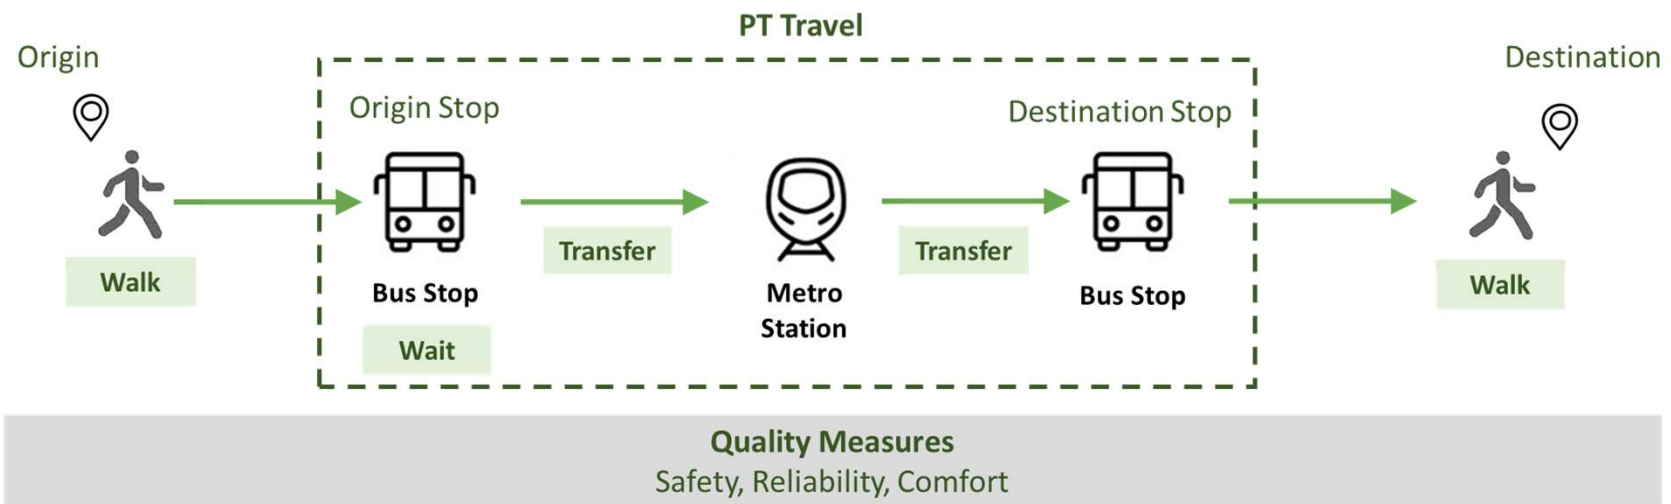 PT Travel
Origin
Destination
Origin Stop
Destination Stop
Transfer
Transfer
Walk
Bus Stop
Metro
Station
Bus Stop
Walk
Wait
Quality Measures
Safety, Reliability, Comfort